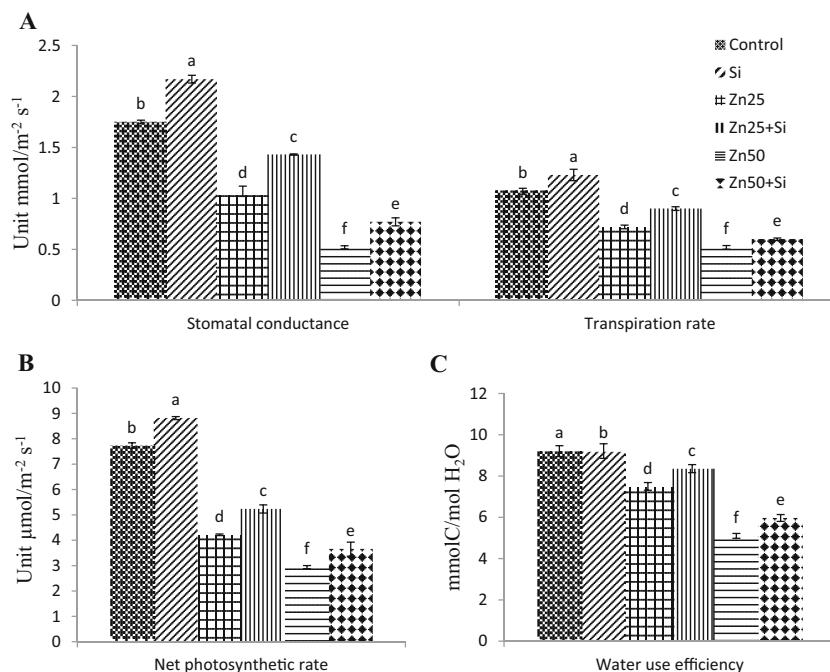 A
Unit mmol/m⁻² s⁻¹
2.5
2
1.5
1
0.5
0
b
a
d
c
f
e
b
a
d
c
f
e
Control
Si
Zn25
Zn25+Si
Zn50
Zn50+Si
Stomatal conductance
Transpiration rate
B
Unit µmol/m⁻² s⁻¹
10
9
8
7
6
5
4
3
2
1
0
b
a
d
c
f
e
Net photosynthetic rate
C
mmolC/mol H₂O
12
10
8
6
4
2
0
a
b
d
c
f
e
Water use efficiency